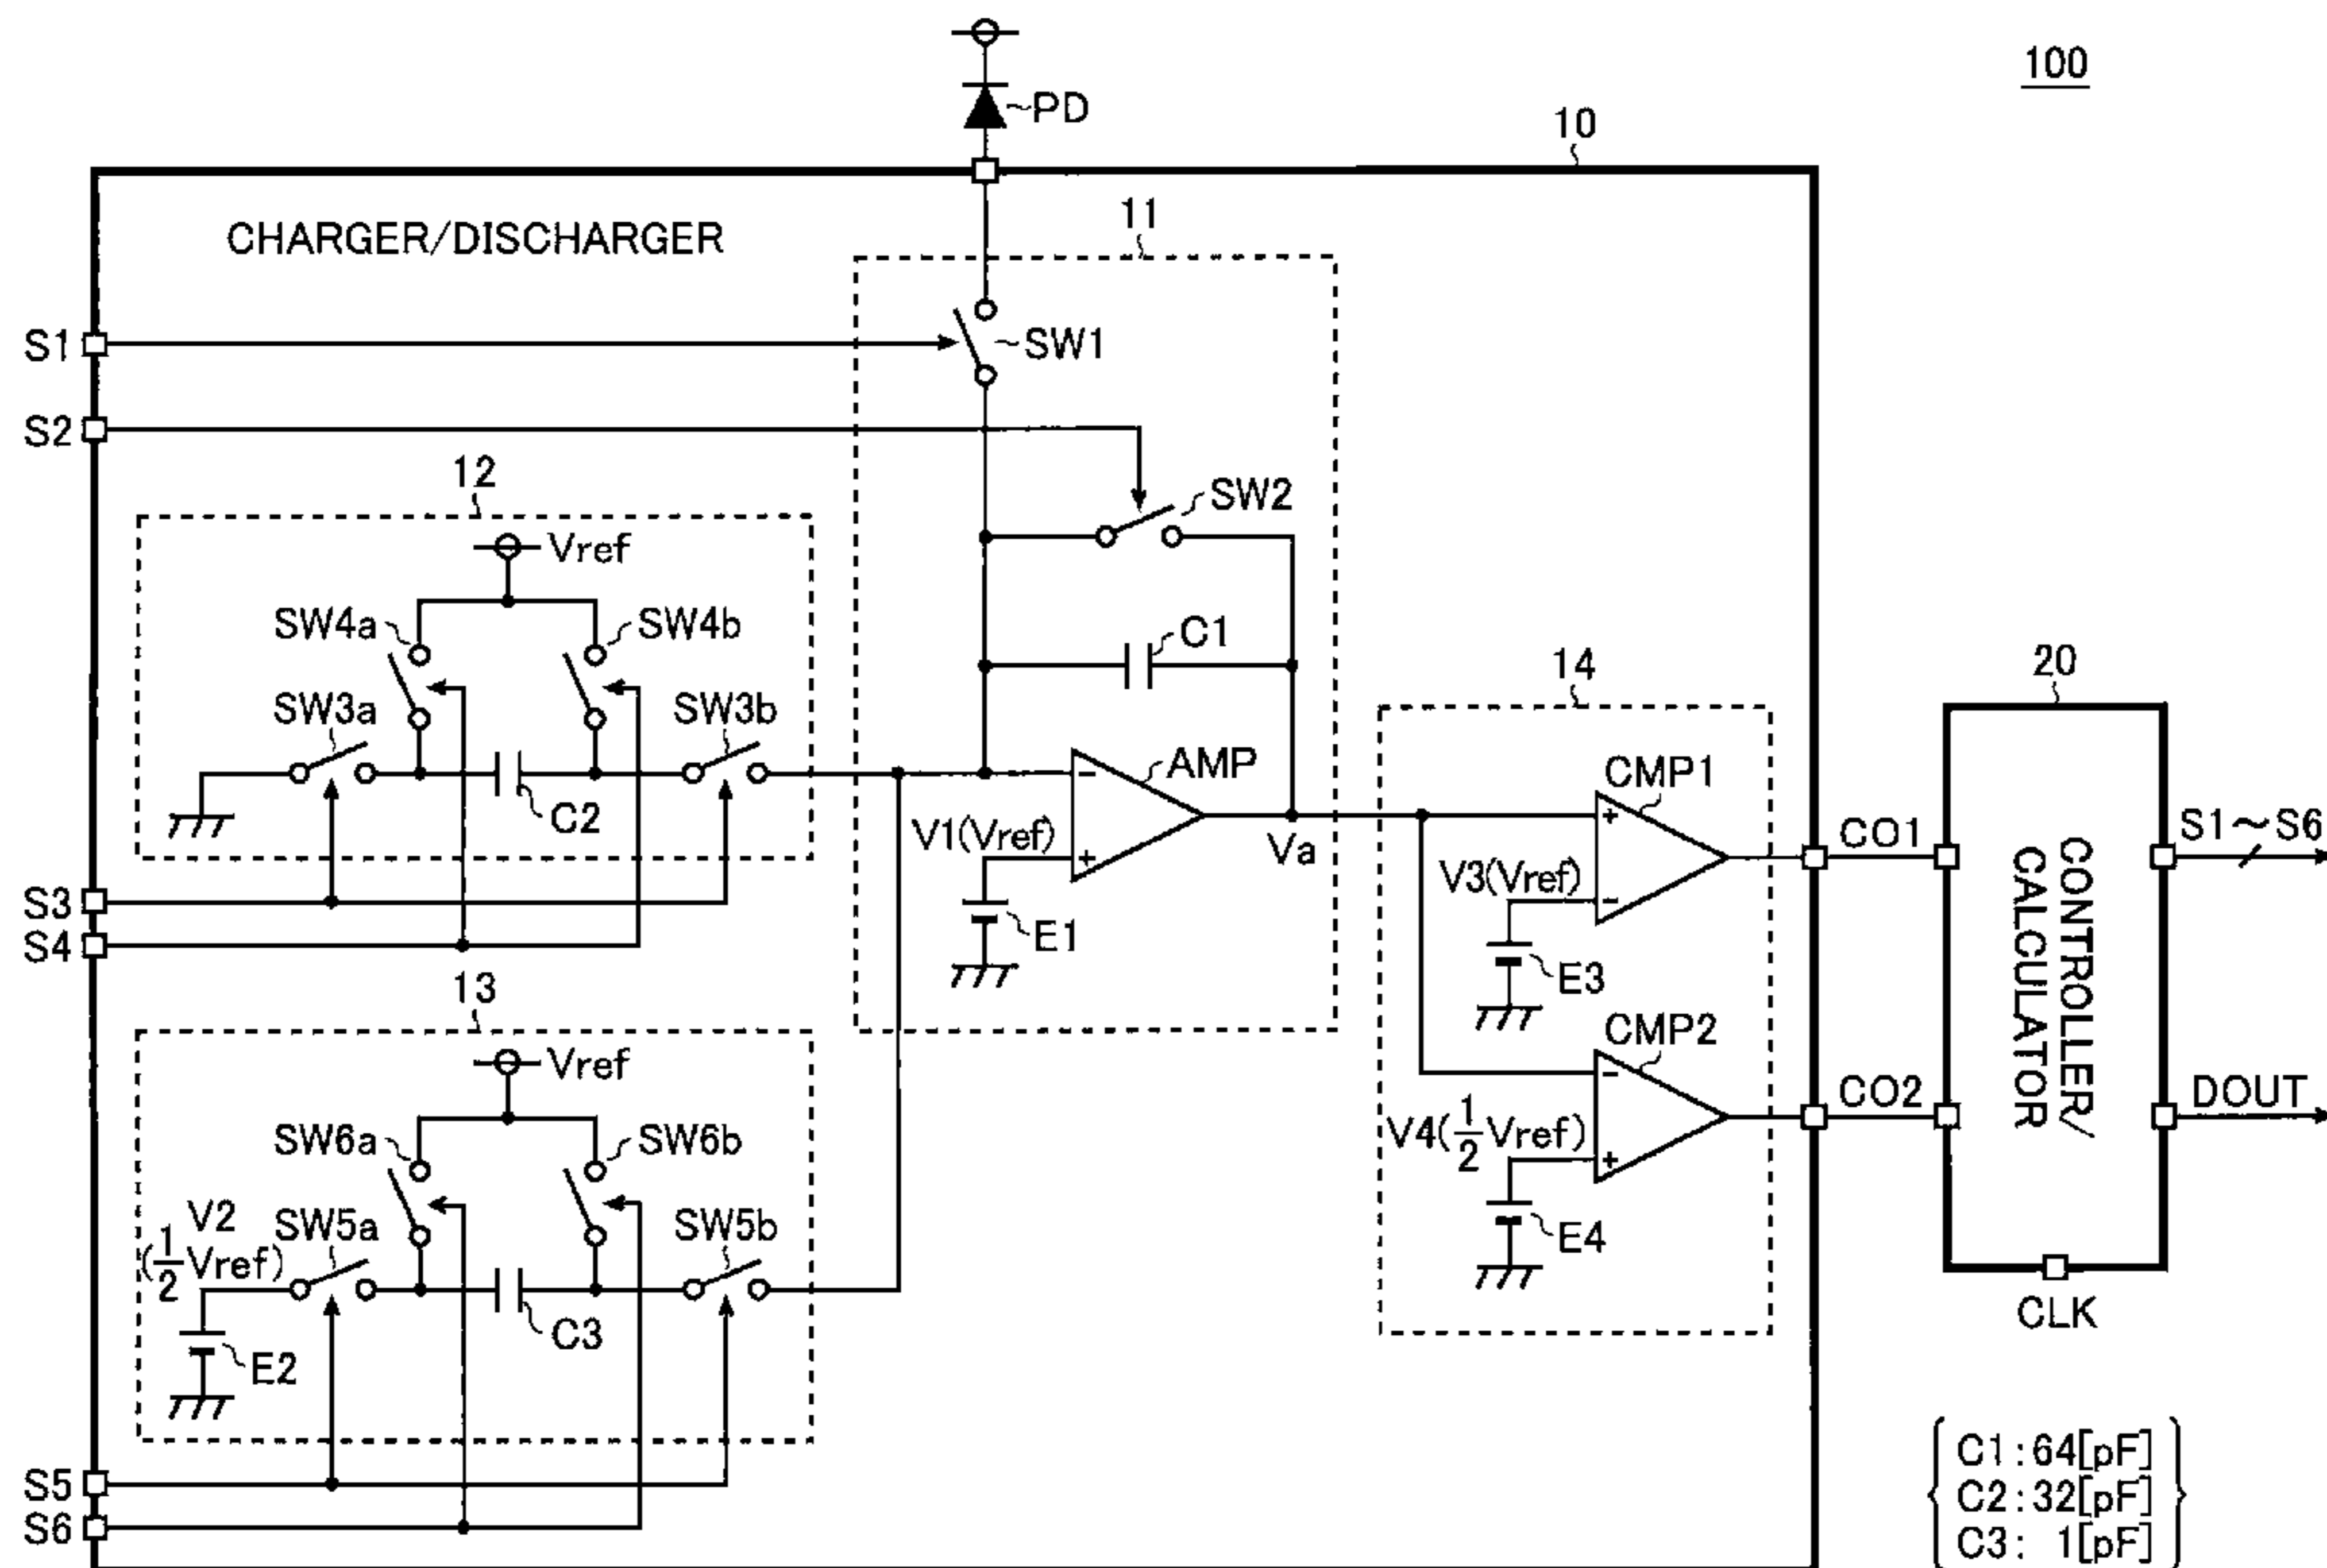 100
PD
10
CHARGER/DISCHARGER
11
S1
SW1
S2
12
SW2
Vref
SW4a
SW4b
C1
14
20
SW3a
SW3b
C2
AMP
CMP1
V1(Vref)
Va
CO1
S1～S6
V3(Vref)
CONTROLLER/
CALCULATOR
S3
S4
E1
E3
13
CMP2
Vref
SW6a
SW6b
CO2
DOUT
V4(1/2Vref)
V2
(1/2Vref)
SW5a
SW5b
E4
C3
E2
CLK
C1:64[pF]
C2:32[pF]
C3: 1[pF]
S5
S6